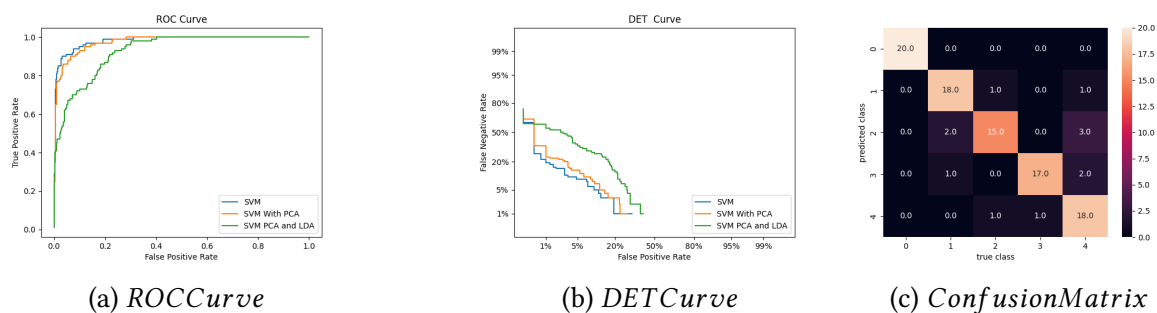 ROC Curve
1.0
0.8
0.6
0.4
0.2
0.0
True Positive Rate
SVM
SVM With PCA
SVM PCA and LDA
0.0 0.2 0.4 0.6 0.8 1.0
False Positive Rate
(a) ROCCurve
DET Curve
99%
95%
80%
50%
20%
5%
1%
False Negative Rate
SVM
SVM With PCA
SVM PCA and LDA
1% 5% 20% 50% 80% 95% 99%
False Positive Rate
(b) DETCurve
predicted class
0 20.0 0.0 0.0 0.0 0.0
1 0.0 18.0 1.0 0.0 1.0
2 0.0 2.0 15.0 0.0 3.0
3 0.0 1.0 0.0 17.0 2.0
4 0.0 0.0 1.0 1.0 18.0
0 1 2 3 4
true class
20.0
17.5
15.0
12.5
10.0
7.5
5.0
2.5
0.0
(c) ConfusionMatrix